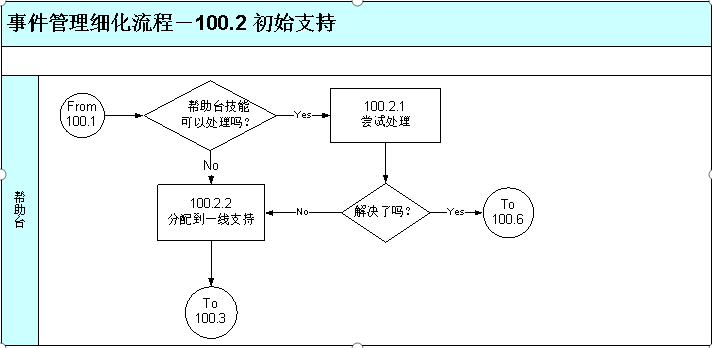 事件管理细化流程－100.2 初始支持
帮助台
From
100.1
帮助台技能
可以处理吗?
Yes
100.2.1
尝试处理
No
100.2.2
分配到一线支持
No
解决了吗?
Yes
To
100.6
To
100.3